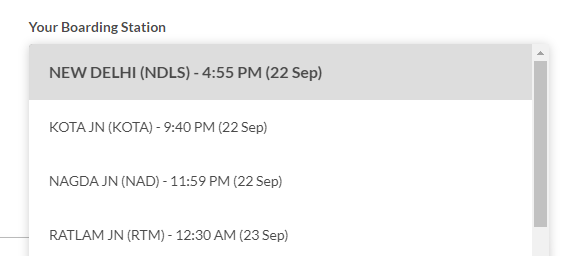 Your Boarding Station
NEW DELHI (NDLS) - 4:55 PM (22 Sep)
KOTA JN (KOTA) - 9:40 PM (22 Sep)
NAGDA JN (NAD) - 11:59 PM (22 Sep)
RATLAM JN (RTM) - 12:30 AM (23 Sep)